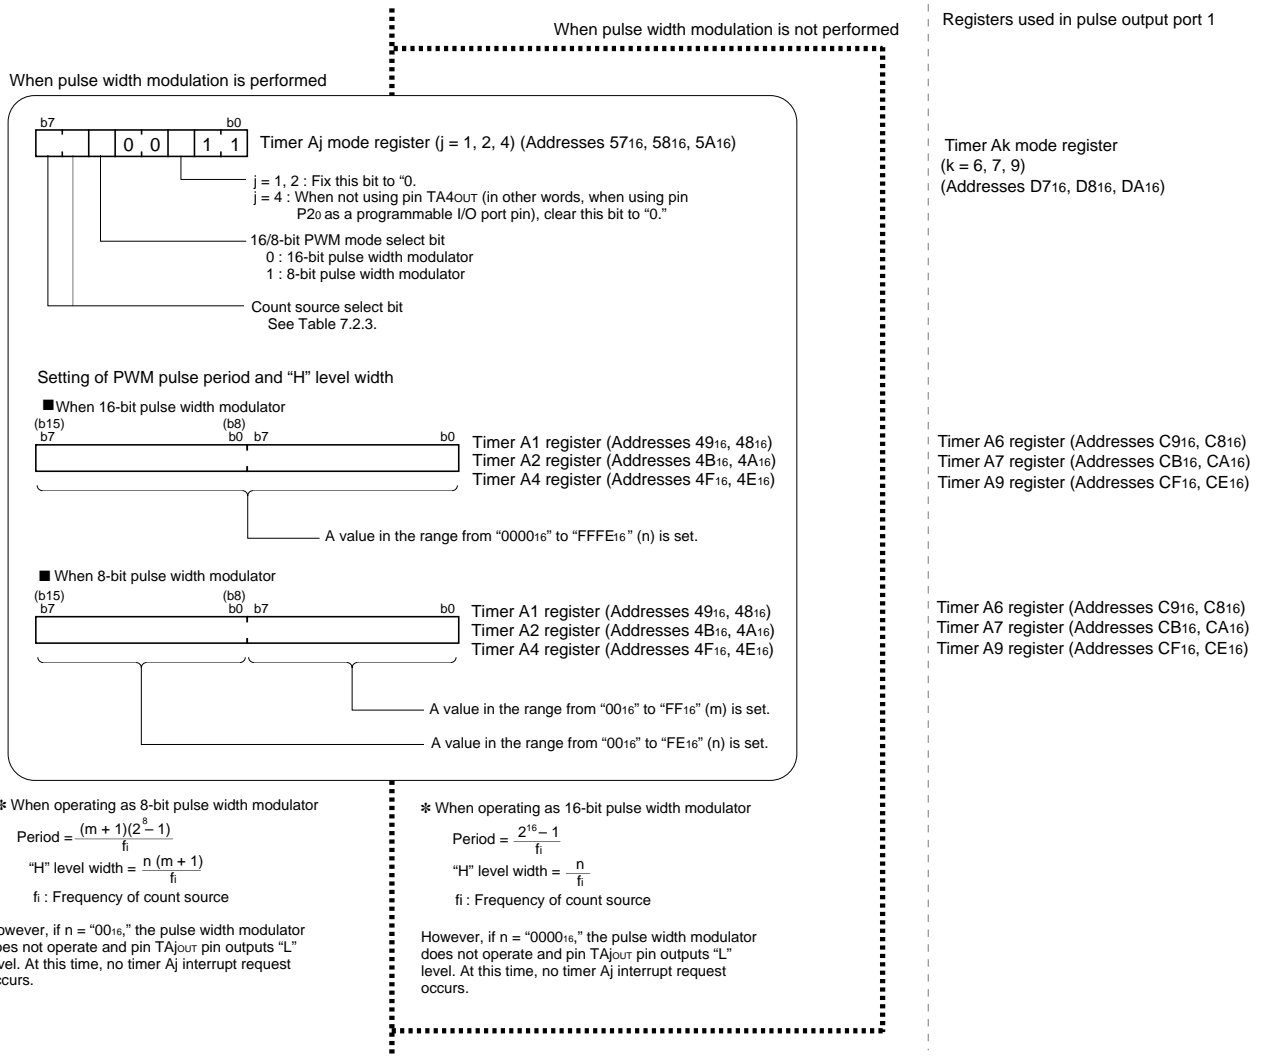 When pulse width modulation is not performed
Registers used in pulse output port 1
When pulse width modulation is performed
b7 b0
0 0 1 1
Timer Aj mode register (j = 1, 2, 4) (Addresses 5716, 5816, 5A16)
Timer Ak mode register
(k = 6, 7, 9)
(Addresses D716, D816, DA16)
j = 1, 2 : Fix this bit to “0.
j = 4 : When not using pin TA4OUT (in other words, when using pin
P20 as a programmable I/O port pin), clear this bit to “0.”
16/8-bit PWM mode select bit
0 : 16-bit pulse width modulator
1 : 8-bit pulse width modulator
Count source select bit
See Table 7.2.3.
Setting of PWM pulse period and “H” level width
■When 16-bit pulse width modulator
(b15) (b8)
b7 b0 b7 b0
Timer A1 register (Addresses 4916, 4816)
Timer A2 register (Addresses 4B16, 4A16)
Timer A4 register (Addresses 4F16, 4E16)
Timer A6 register (Addresses C916, C816)
Timer A7 register (Addresses CB16, CA16)
Timer A9 register (Addresses CF16, CE16)
A value in the range from “000016” to “FFFE16” (n) is set.
■ When 8-bit pulse width modulator
(b15) (b8)
b7 b0 b7 b0
Timer A1 register (Addresses 4916, 4816)
Timer A2 register (Addresses 4B16, 4A16)
Timer A4 register (Addresses 4F16, 4E16)
Timer A6 register (Addresses C916, C816)
Timer A7 register (Addresses CB16, CA16)
Timer A9 register (Addresses CF16, CE16)
A value in the range from “0016” to “FF16” (m) is set.
A value in the range from “0016” to “FE16” (n) is set.
✻ When operating as 8-bit pulse width modulator
Period = (m + 1)(2^8 – 1) / fi
“H” level width = n (m + 1) / fi
fi : Frequency of count source
owever, if n = “0016,” the pulse width modulator
oes not operate and pin TAjOUT pin outputs “L”
vel. At this time, no timer Aj interrupt request
ccurs.
✻ When operating as 16-bit pulse width modulator
Period = 2^16 – 1 / fi
“H” level width = n / fi
fi : Frequency of count source
However, if n = “000016,” the pulse width modulator
does not operate and pin TAjOUT pin outputs “L”
level. At this time, no timer Aj interrupt request
occurs.